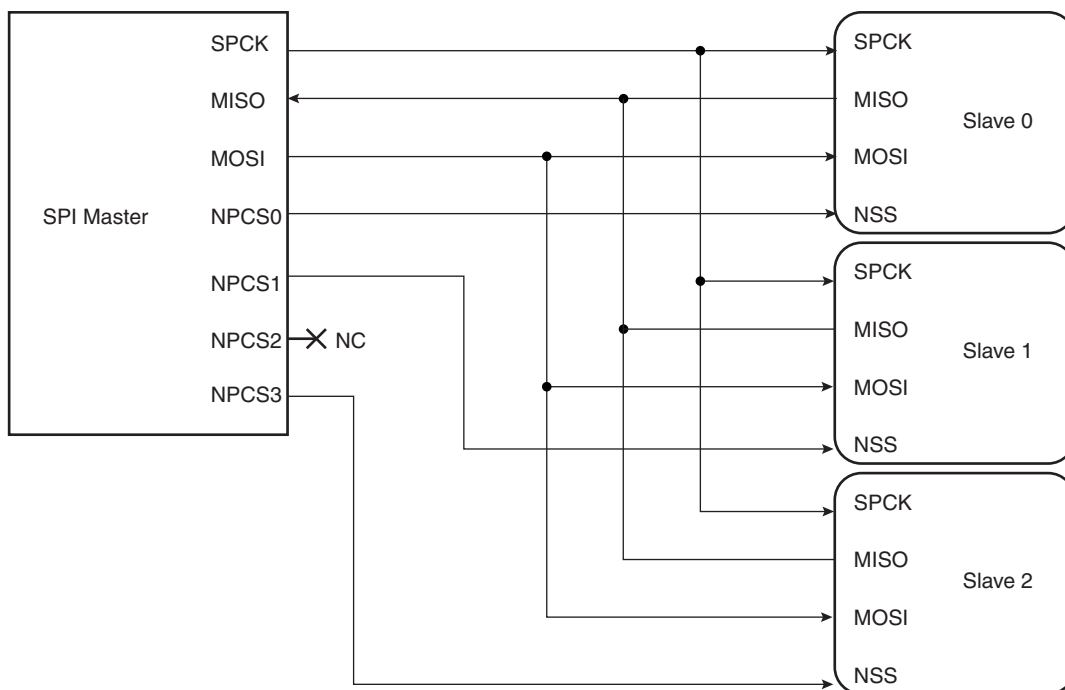 SPI Master
SPCK
MISO
MOSI
NPCS0
NPCS1
NPCS2
NC
NPCS3
SPCK
MISO
Slave 0
MOSI
NSS
SPCK
MISO
Slave 1
MOSI
NSS
SPCK
MISO
Slave 2
MOSI
NSS